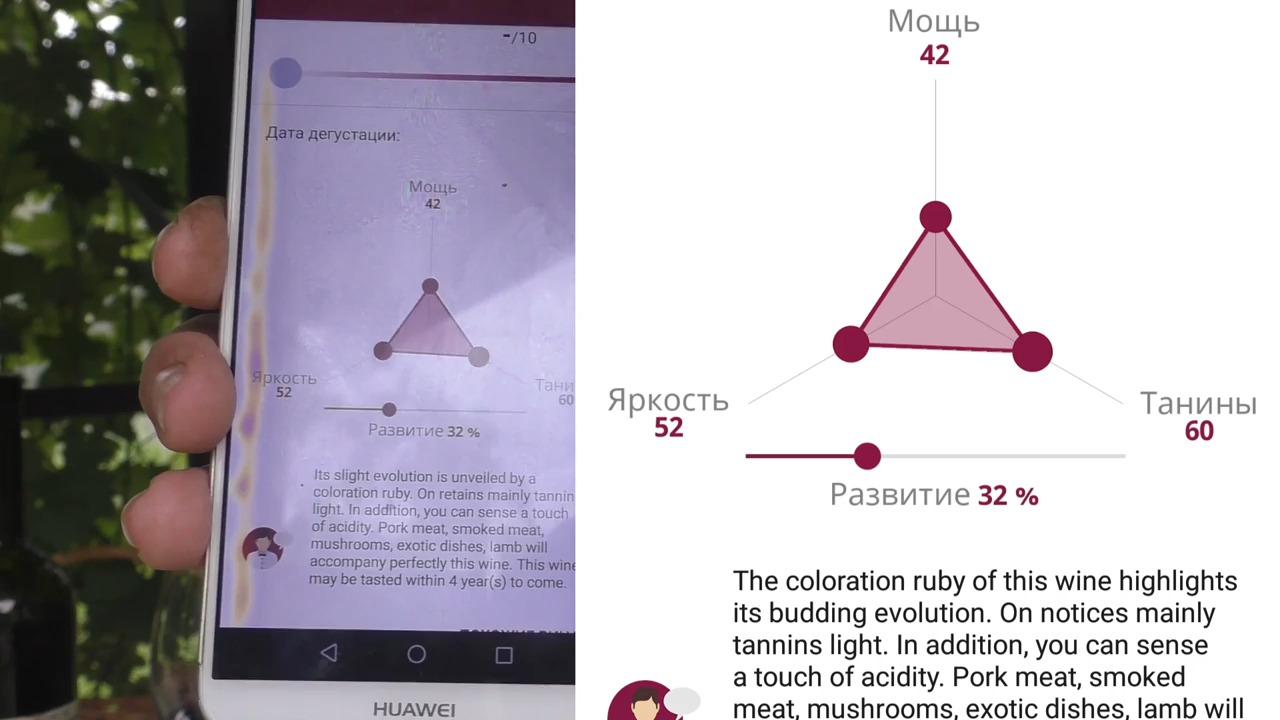 -/10
Дата дегустации:
Мощь
42
Яркость
52
Тани
60
Развитие 32 %
Its slight evolution is unveiled by a
coloration ruby. On retains mainly tannin
light. In addition, you can sense a touch
of acidity. Pork meat, smoked meat,
mushrooms, exotic dishes, lamb will
accompany perfectly this wine. This wine
may be tasted within 4 year(s) to come.
HUAWEI
Мощь
42
Яркость
52
Танины
60
Развитие 32 %
The coloration ruby of this wine highlights
its budding evolution. On notices mainly
tannins light. In addition, you can sense
a touch of acidity. Pork meat, smoked
meat, mushrooms, exotic dishes, lamb will